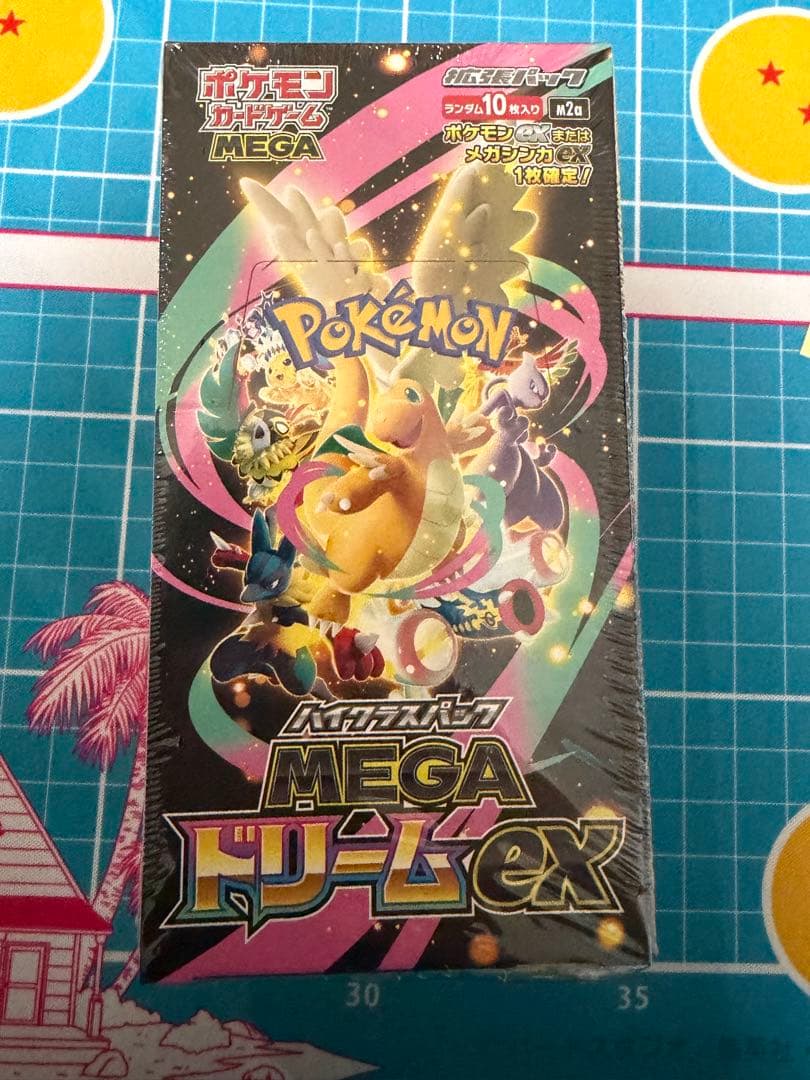 ポケモン
カードゲーム
MEGA
拡張パック
ランダム10枚入り
M2a
ポケモンexまたは
メガシンカex
1枚確定!
POKéMON
ハイクラスパック
MEGA
ドリームex
30 35